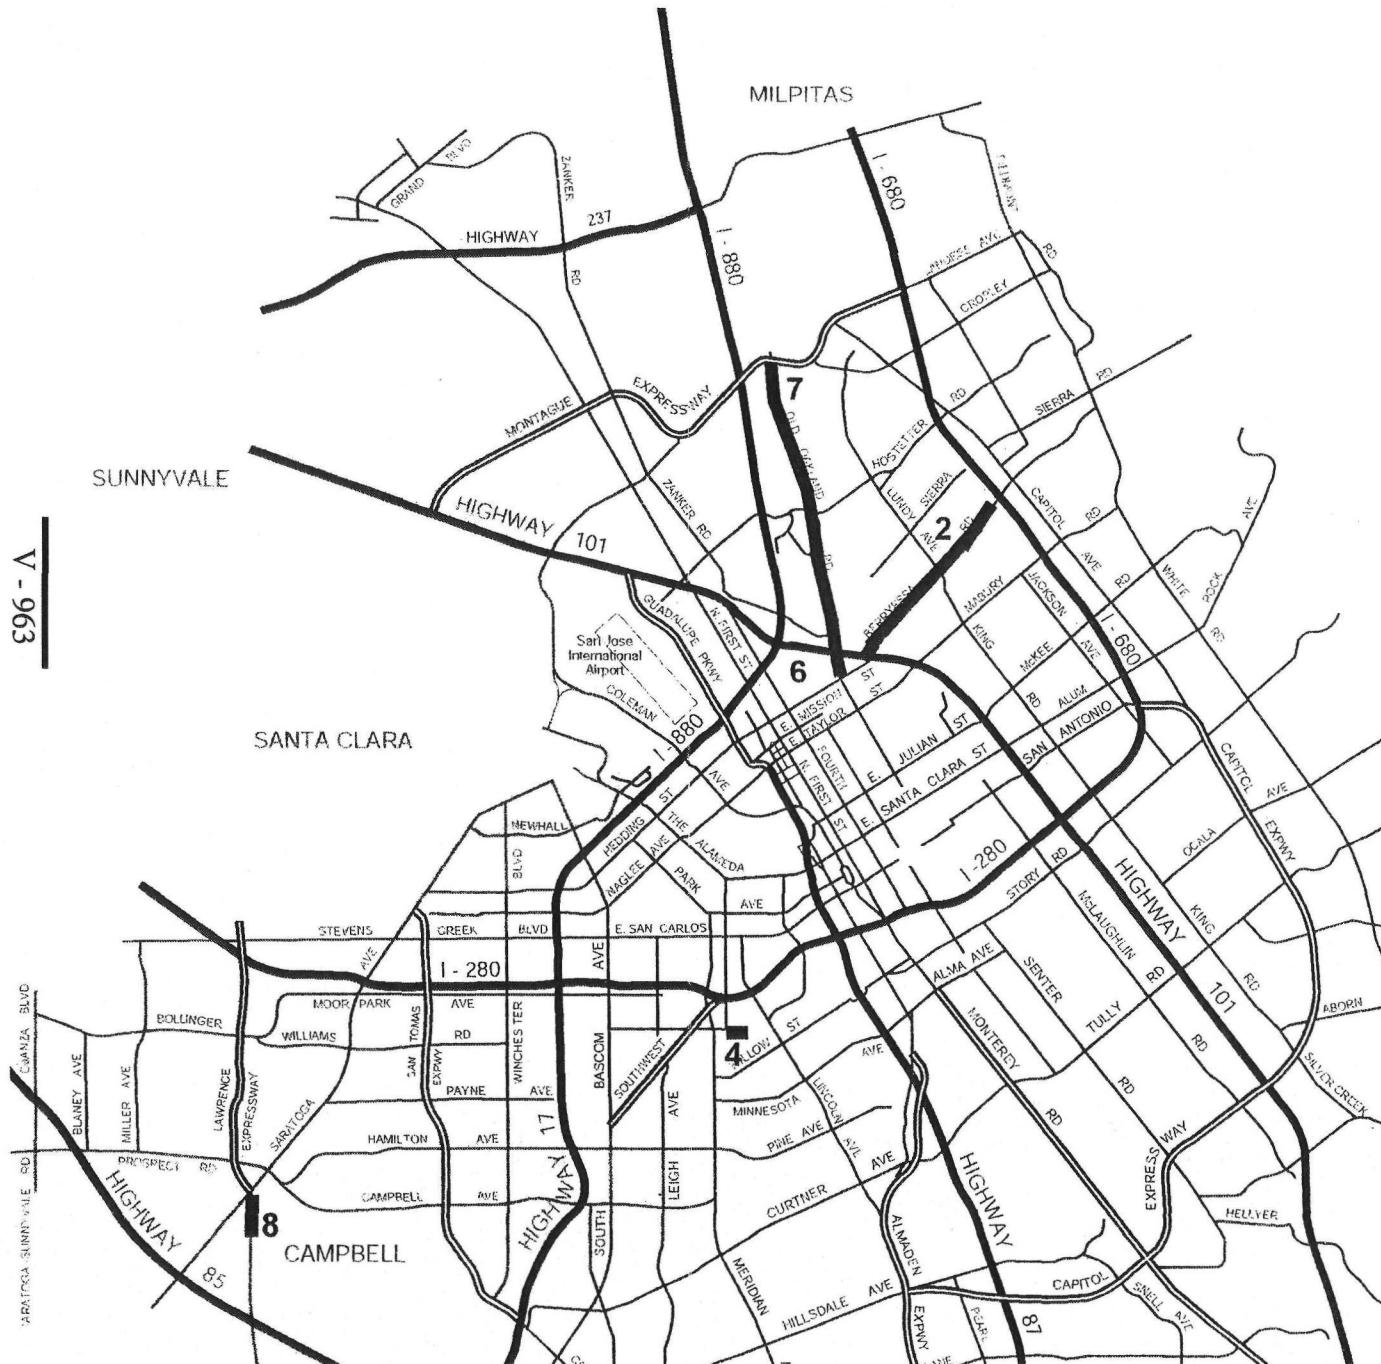 MILPITAS
GRAND
BLVD
ZANKER
RD
HIGHWAY
237
I - 880
I - 680
PIEDMONT
RD
LANDESS AVE
CROPLEY
MONTAGUE
EXPRESSWAY
7
OLD OAKLAND
RD
HOSTETTER
RD
SIERRA
RD
SUNNYVALE
HIGHWAY
101
ZANKER RD
LUNDY
AVE
SIERRA
RD
2
BERRYESSA
CAPITOL
AVE
MABURY
RD
WHITE
RD
ROCK
AVE
V - 963
San Jose
International
Airport
GUADALUPE PKWY
N. FIRST ST
COLEMAN
AVE
6
KING
RD
JACKSON
AVE
McKEE
RD
I - 680
ALUM
SAN ANTONIO
SANTA CLARA
I - 880
E. MISSION ST
E. TAYLOR ST
FOURTH
N. FIRST ST
E. JULIAN ST
E. SANTA CLARA ST
CAPITOL
EXPWY
AVE
OCALA
NEWHALL
HEDDING ST
NAGLEE AVE
THE
ALAMEDA
PARK
AVE
BLVD
I - 280
STORY RD
McLAUGHLIN
RD
HIGHWAY
101
KING
RD
STEVENS
CREEK
BLVD
E. SAN CARLOS
AVE
I - 280
ALMA AVE
SENTER
RD
TULLY
ABORN
MOORPARK
AVE
BOLLINGER
WILLIAMS
RD
SAN TOMAS
EXPWY
WINCHESTER
BASCOM
AVE
SOUTHWEST
4
WILLOW
ST
AVE
MONTEREY
RD
SILVER CREEK
BLANEY AVE
MILLER AVE
LAWRENCE
EXPRESSWAY
SARATOGA
AVE
PAYNE
AVE
17
LEIGH
AVE
MINNESOTA
LINCOLN
AVE
PINE AVE
HAMILTON
AVE
PROSPECT
RD
CAMPBELL
AVE
HIGHWAY
SOUTH
CURTNER
AVE
HIGHWAY
87
EXPRESS WAY
HELLYER
HIGHWAY
85
8
CAMPBELL
MERIDIAN
HILLSDALE
AVE
ALMADEN
EXPWY
PEARL
CAPITOL
SNELL AVE